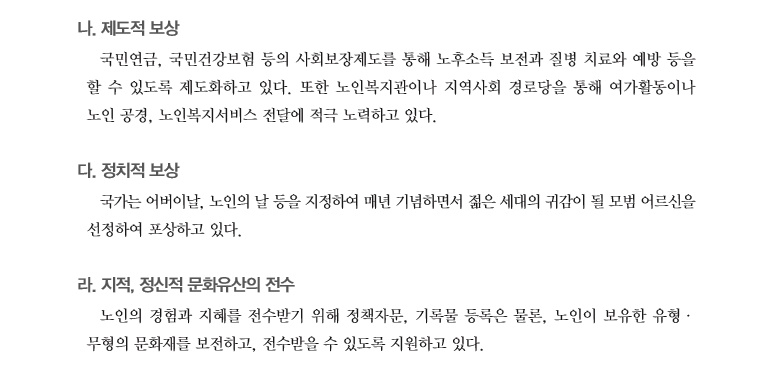 나. 제도적 보상
국민연금, 국민건강보험 등의 사회보장제도를 통해 노후소득 보전과 질병 치료와 예방 등을
할 수 있도록 제도화하고 있다. 또한 노인복지관이나 지역사회 경로당을 통해 여가활동이나
노인 공경, 노인복지서비스 전달에 적극 노력하고 있다.
다. 정치적 보상
국가는 어버이날, 노인의 날 등을 지정하여 매년 기념하면서 젊은 세대의 귀감이 될 모범 어르신을
선정하여 포상하고 있다.
라. 지적, 정신적 문화유산의 전수
노인의 경험과 지혜를 전수받기 위해 정책자문, 기록물 등록은 물론, 노인이 보유한 유형·
무형의 문화재를 보전하고, 전수받을 수 있도록 지원하고 있다.